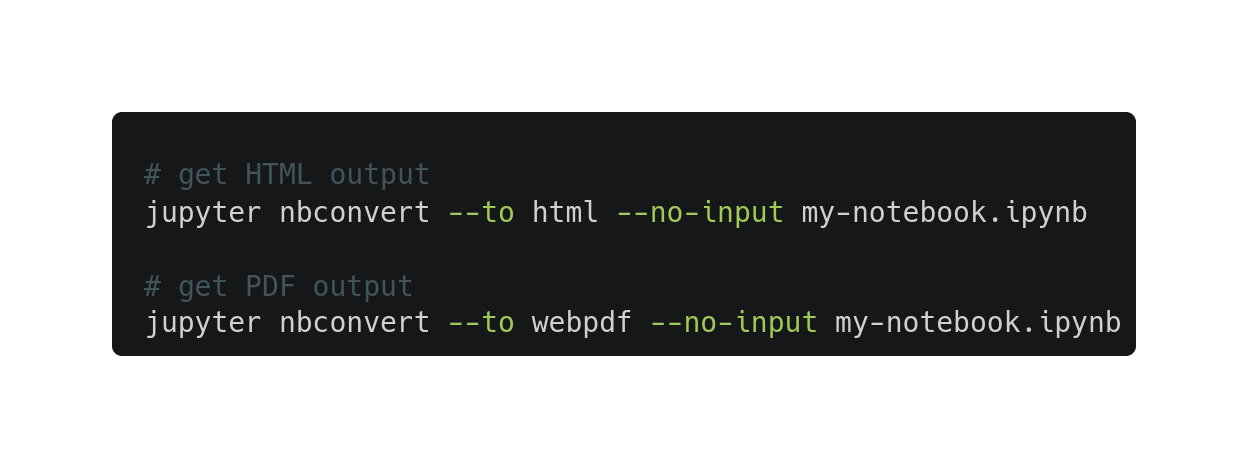 # get HTML output
jupyter nbconvert --to html --no-input my-notebook.ipynb
# get PDF output
jupyter nbconvert --to webpdf --no-input my-notebook.ipynb